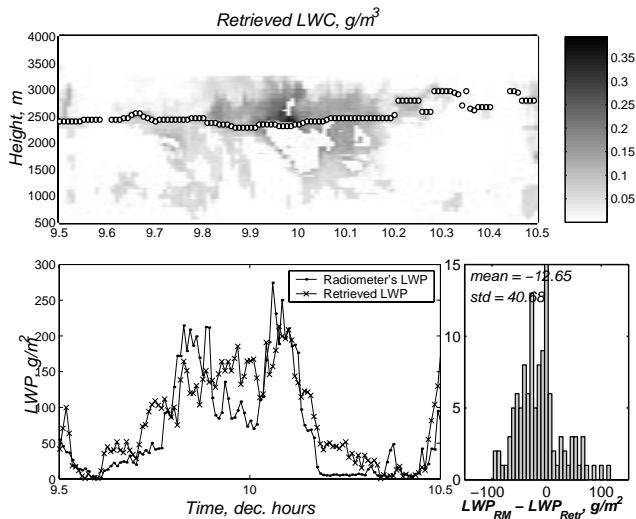 Retrieved LWC, g/m³
4000
3500
3000
2500
2000
1500
1000
500
Height, m
9.5 9.6 9.7 9.8 9.9 10 10.1 10.2 10.3 10.4 10.5
0.35
0.3
0.25
0.2
0.15
0.1
0.05
300
250
200
150
100
50
0
LWP, g/m²
Radiometer's LWP
Retrieved LWP
9.5 10 10.5
Time, dec. hours
15
10
5
0
mean = −12.65
std = 40.68
−100 0 100
LWP_RM − LWP_Retr, g/m²